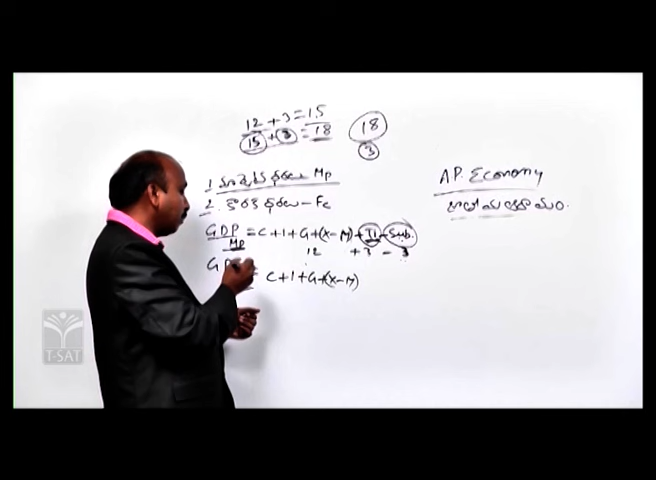 12 + 3 = 15
15 + 3 = 18
18
3
1 మార్కెట్ ధరలు Mp
2. కారక ధరలు - Fc
GDP = C + I + G + (X - M) + Ti - Sub.
Mp
12 + 3 - 3
C + I + G + (X - M)
A.P. Economy
జాతీయ ఆదాయం.
T-SAT